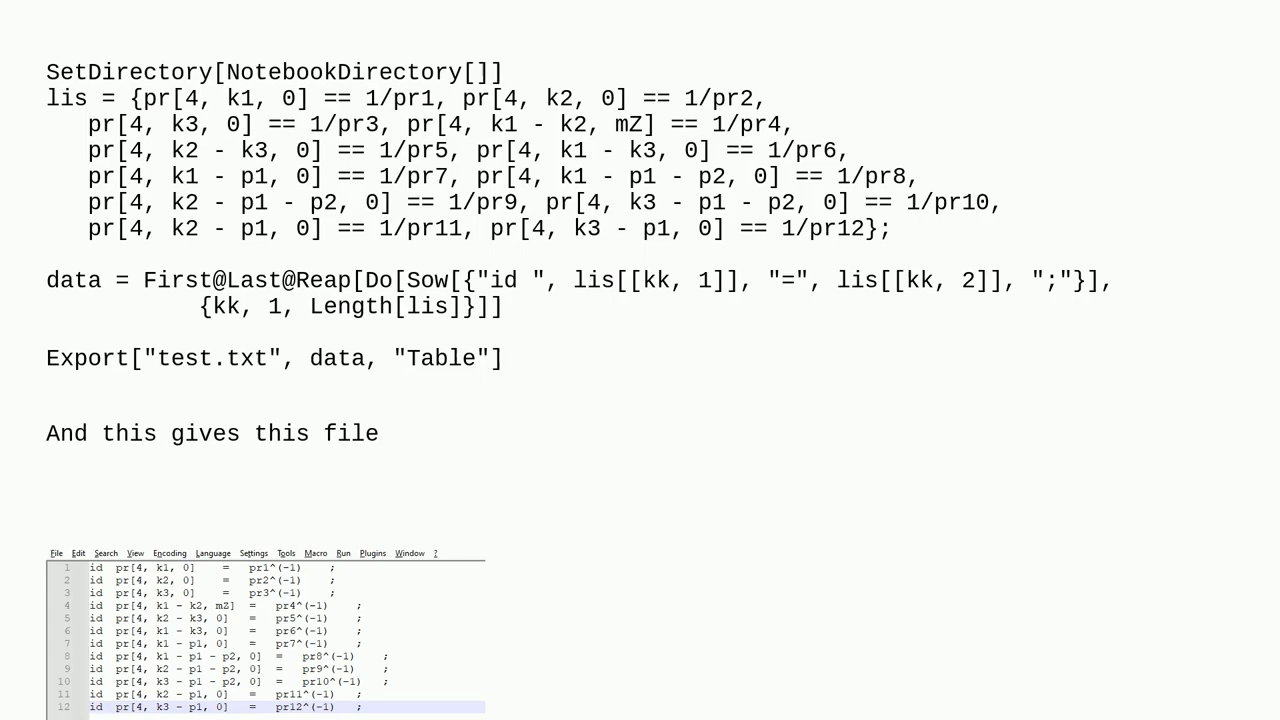 SetDirectory[NotebookDirectory[]]
lis = {pr[4, k1, 0] == 1/pr1, pr[4, k2, 0] == 1/pr2,
pr[4, k3, 0] == 1/pr3, pr[4, k1 - k2, mZ] == 1/pr4,
pr[4, k2 - k3, 0] == 1/pr5, pr[4, k1 - k3, 0] == 1/pr6,
pr[4, k1 - p1, 0] == 1/pr7, pr[4, k1 - p1 - p2, 0] == 1/pr8,
pr[4, k2 - p1 - p2, 0] == 1/pr9, pr[4, k3 - p1 - p2, 0] == 1/pr10,
pr[4, k2 - p1, 0] == 1/pr11, pr[4, k3 - p1, 0] == 1/pr12};
data = First@Last@Reap[Do[Sow[{"id ", lis[[kk, 1]], "=", lis[[kk, 2]], ";"}],
{kk, 1, Length[lis]}]]
Export["test.txt", data, "Table"]
And this gives this file
File Edit Search View Encoding Language Settings Tools Macro Run Plugins Window ?
1 id pr[4, k1, 0] = pr1^(-1) ;
2 id pr[4, k2, 0] = pr2^(-1) ;
3 id pr[4, k3, 0] = pr3^(-1) ;
4 id pr[4, k1 - k2, mZ] = pr4^(-1) ;
5 id pr[4, k2 - k3, 0] = pr5^(-1) ;
6 id pr[4, k1 - k3, 0] = pr6^(-1) ;
7 id pr[4, k1 - p1, 0] = pr7^(-1) ;
8 id pr[4, k1 - p1 - p2, 0] = pr8^(-1) ;
9 id pr[4, k2 - p1 - p2, 0] = pr9^(-1) ;
10 id pr[4, k3 - p1 - p2, 0] = pr10^(-1) ;
11 id pr[4, k2 - p1, 0] = pr11^(-1) ;
12 id pr[4, k3 - p1, 0] = pr12^(-1) ;